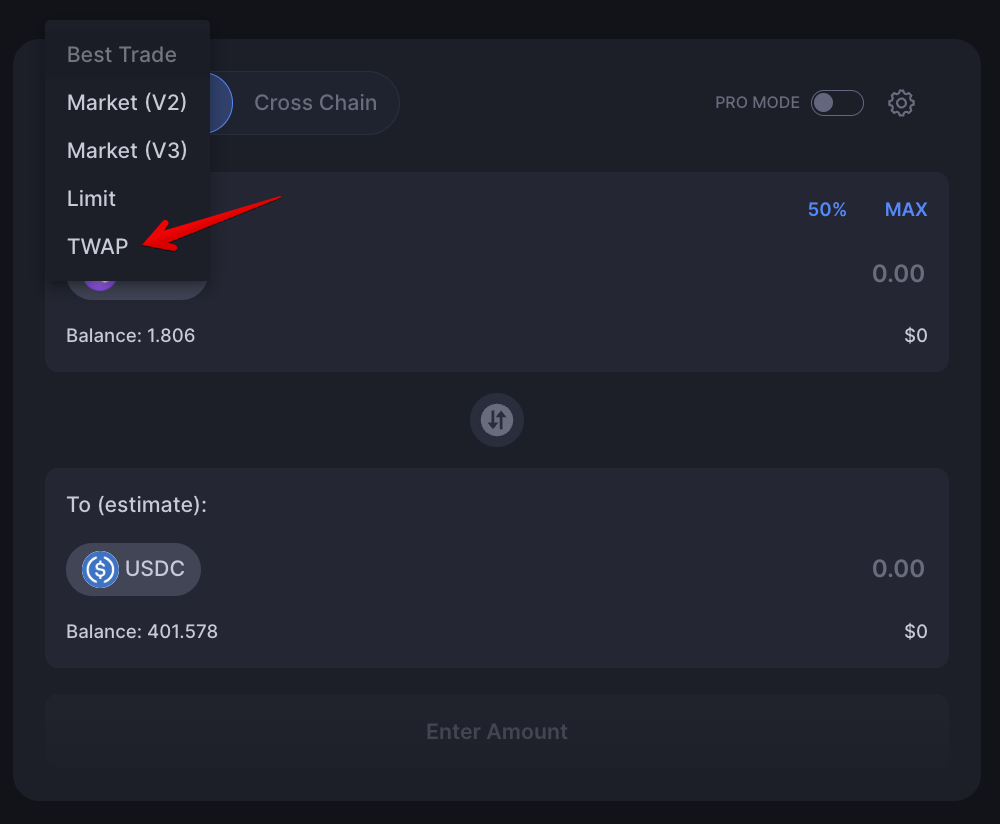 Best Trade
Market (V2)
Cross Chain
PRO MODE
Market (V3)
Limit
50%
MAX
TWAP
0.00
Balance: 1.806
$0
To (estimate):
USDC
0.00
Balance: 401.578
$0
Enter Amount